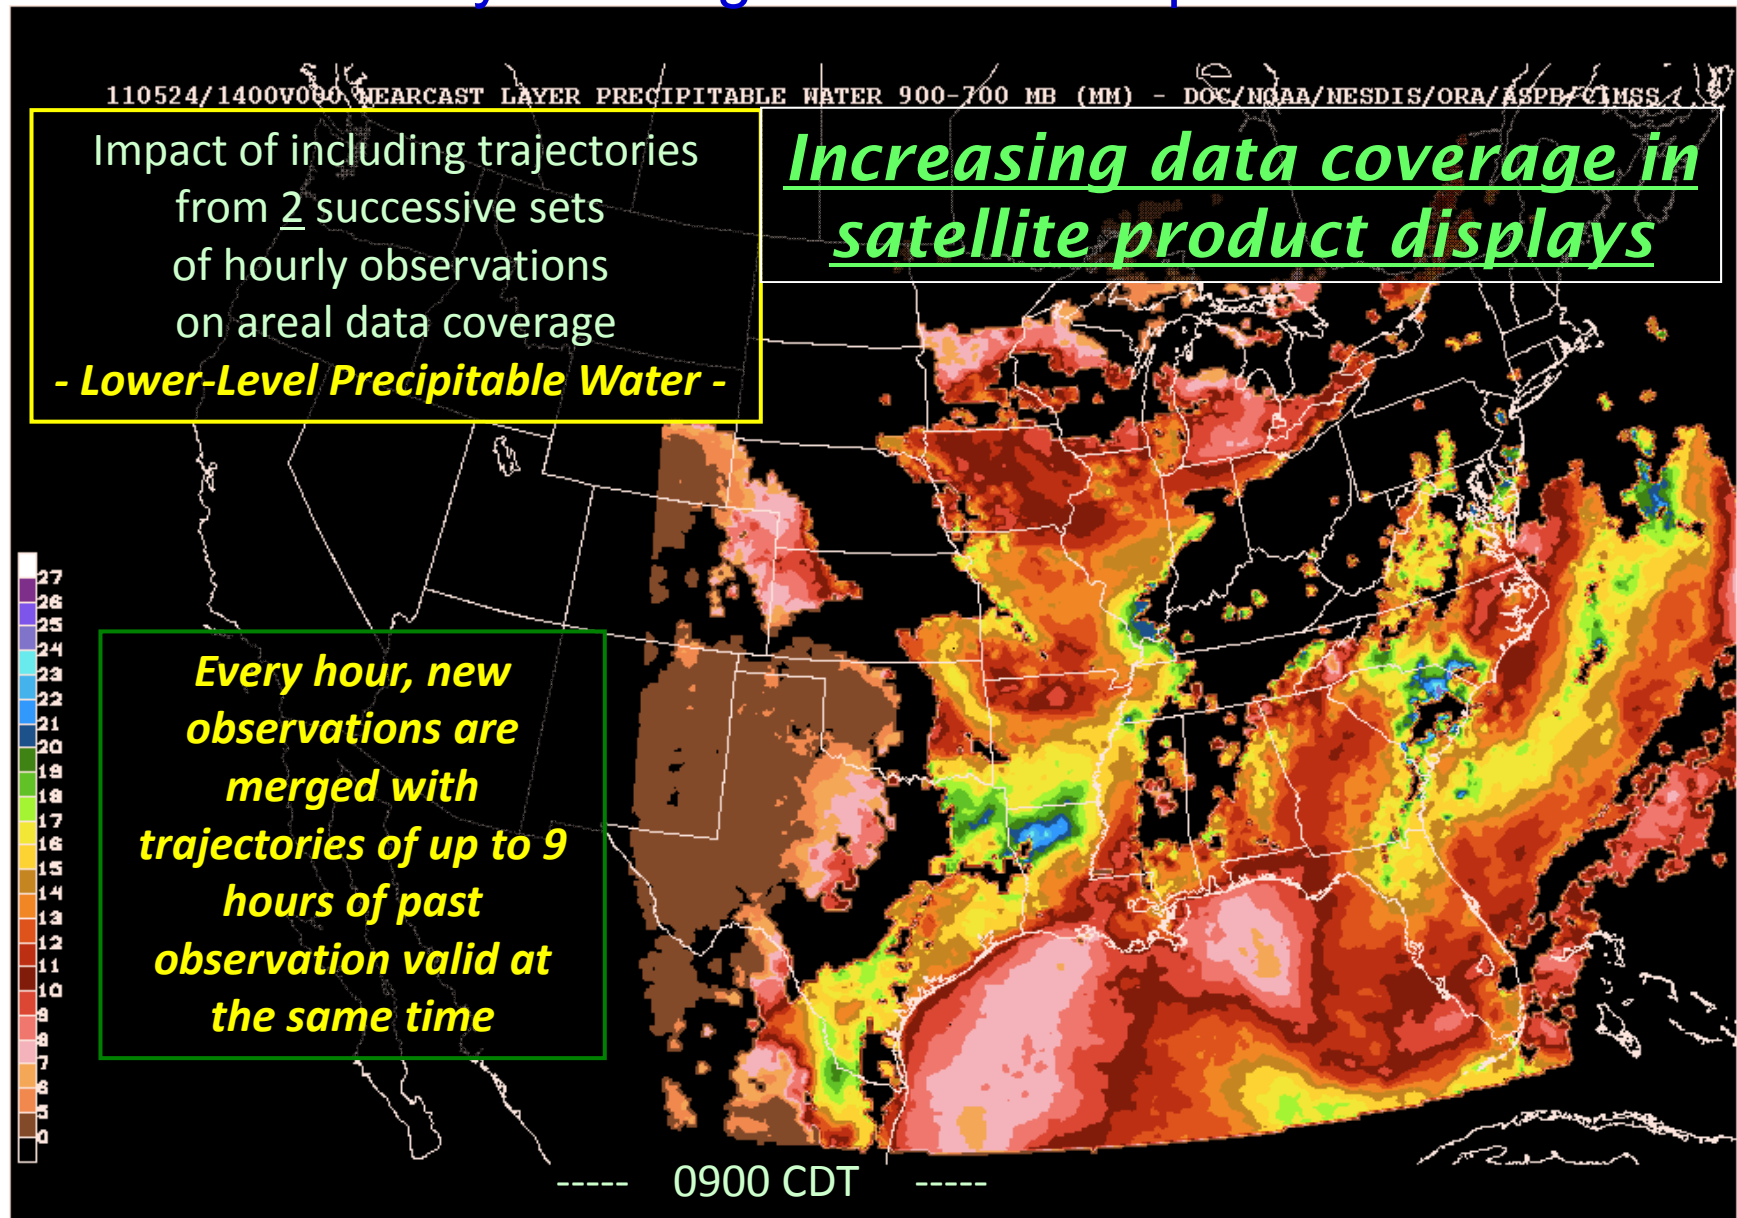 110524/1400V000 NEARCAST LAYER PRECIPITABLE WATER 900-700 MB (MM) - DOC/NOAA/NESDIS/ORA/ASPB/CIMSS
Impact of including trajectories
from 2 successive sets
of hourly observations
on areal data coverage
- Lower-Level Precipitable Water -
Increasing data coverage in
satellite product displays
Every hour, new
observations are
merged with
trajectories of up to 9
hours of past
observation valid at
the same time
27
26
25
24
23
22
21
20
19
18
17
16
15
14
13
12
11
10
9
8
7
6
5
0
----- 0900 CDT -----